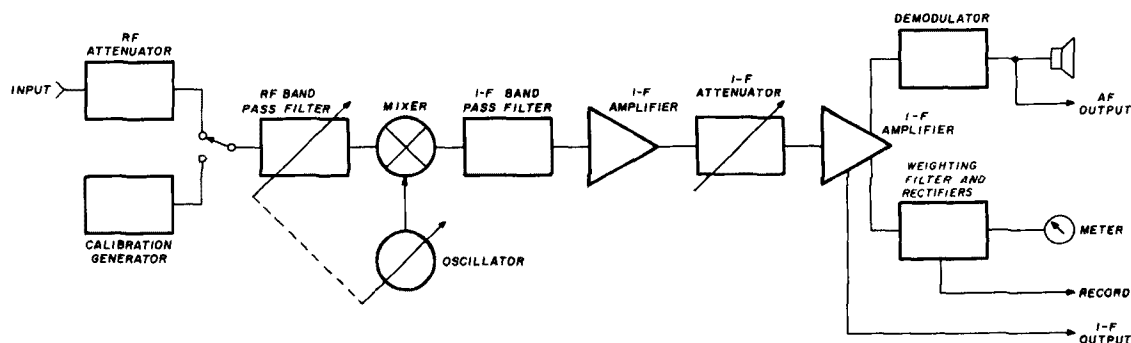 RF
ATTENUATOR
INPUT
CALIBRATION
GENERATOR
RF BAND
PASS FILTER
MIXER
OSCILLATOR
I-F BAND
PASS FILTER
I-F
AMPLIFIER
I-F
ATTENUATOR
I-F
AMPLIFIER
DEMODULATOR
AF
OUTPUT
WEIGHTING
FILTER AND
RECTIFIERS
METER
RECORD
I-F
OUTPUT